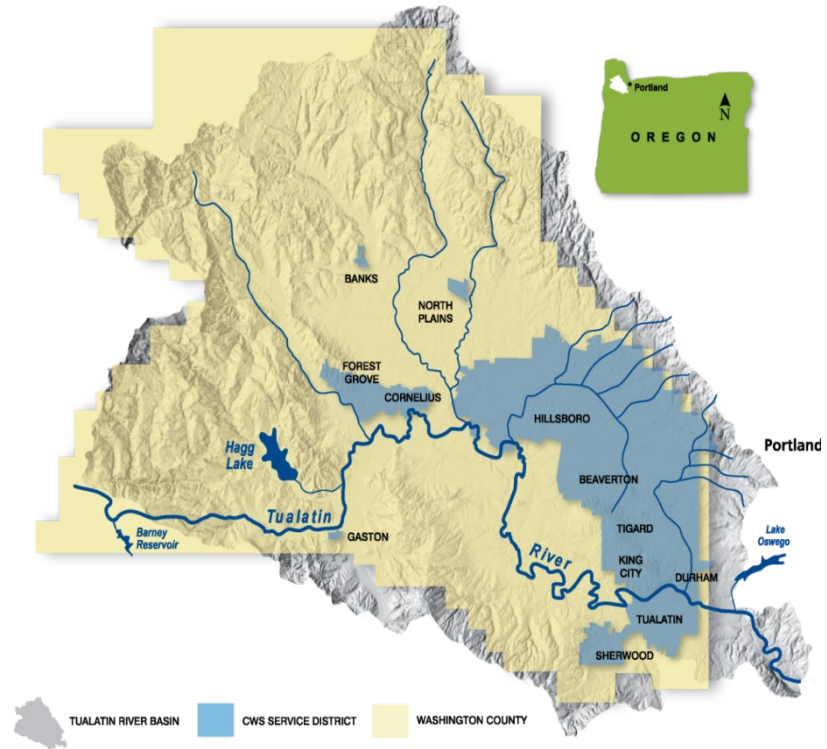 Portland
N
OREGON
BANKS
NORTH
PLAINS
FOREST
GROVE
CORNELIUS
HILLSBORO
Hagg
Lake
Portland
BEAVERTON
Tualatin
TIGARD
Barney
Reservoir
GASTON
River
KING
CITY
DURHAM
Lake
Oswego
TUALATIN
SHERWOOD
TUALATIN RIVER BASIN
CWS SERVICE DISTRICT
WASHINGTON COUNTY